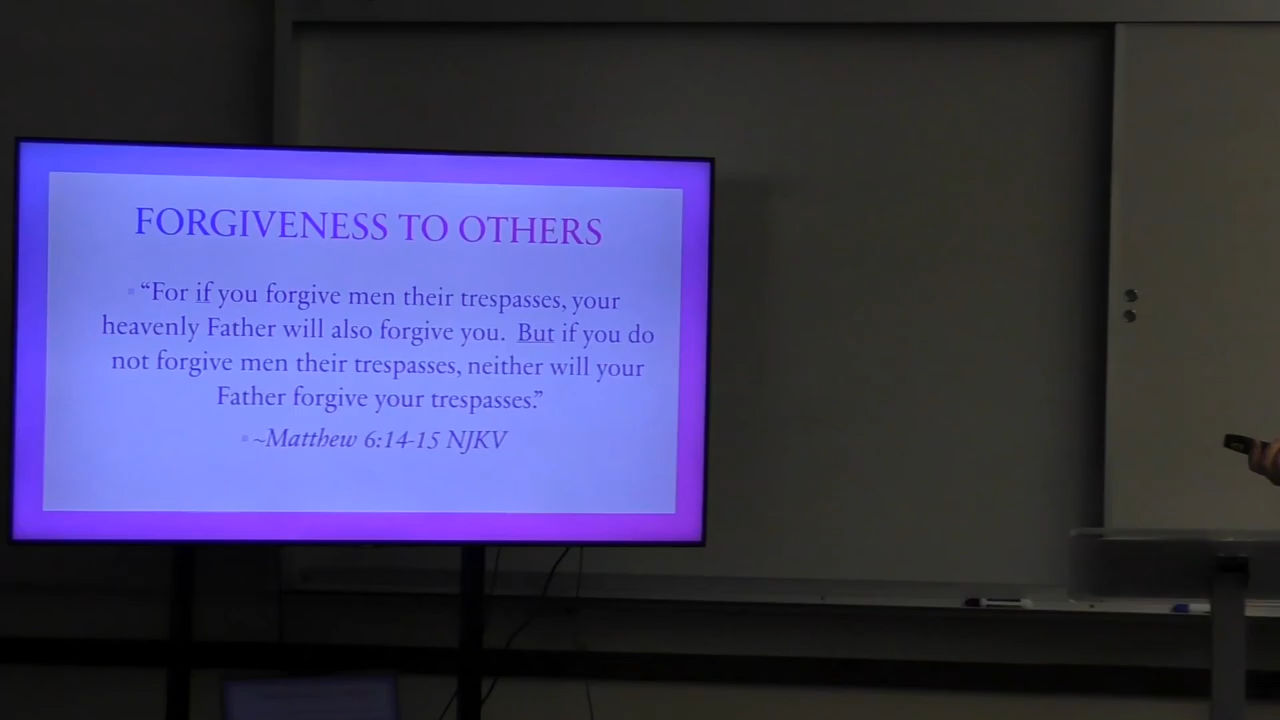 FORGIVENESS TO OTHERS
“For if you forgive men their trespasses, your
heavenly Father will also forgive you. But if you do
not forgive men their trespasses, neither will your
Father forgive your trespasses.”
~Matthew 6:14-15 NJKV